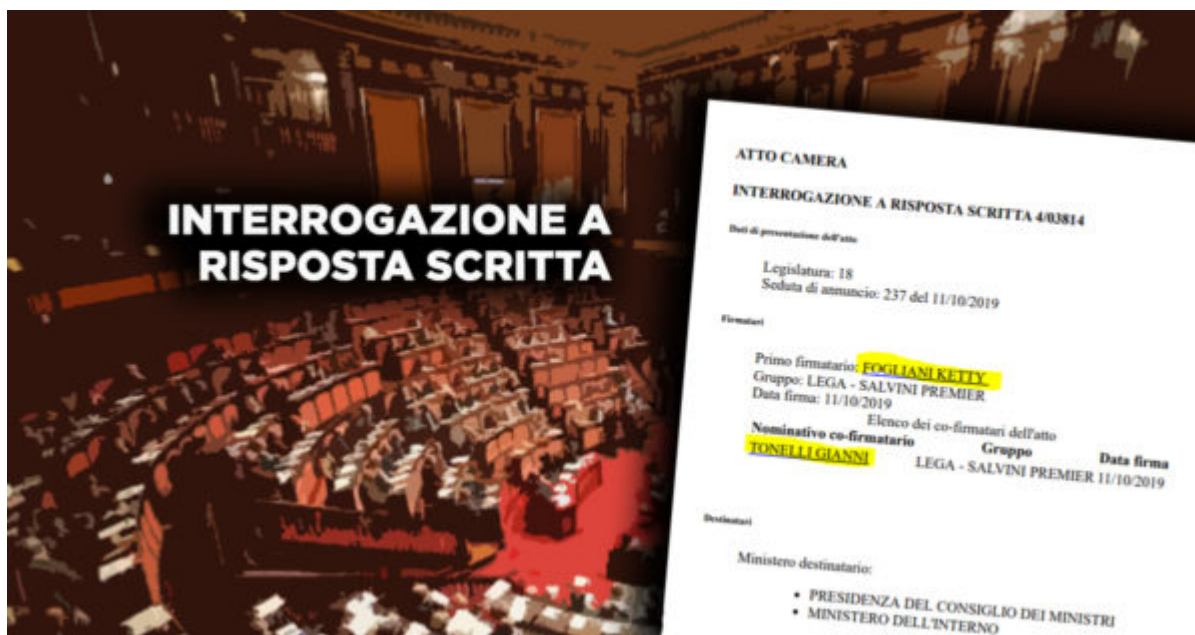 INTERROGAZIONE A
RISPOSTA SCRITTA
ATTO CAMERA
INTERROGAZIONE A RISPOSTA SCRITTA 4/03814
Dati di presentazione dell'atto
Legislatura: 18
Seduta di annuncio: 237 del 11/10/2019
Firmatari
Primo firmatario: FOGLIANI KETTY
Gruppo: LEGA - SALVINI PREMIER
Data firma: 11/10/2019
Elenco dei co-firmatari dell'atto
Nominativo co-firmatario Gruppo Data firma
TONELLI GIANNI LEGA - SALVINI PREMIER 11/10/2019
Destinatari
Ministero destinatario:
• PRESIDENZA DEL CONSIGLIO DEI MINISTRI
• MINISTERO DELL'INTERNO